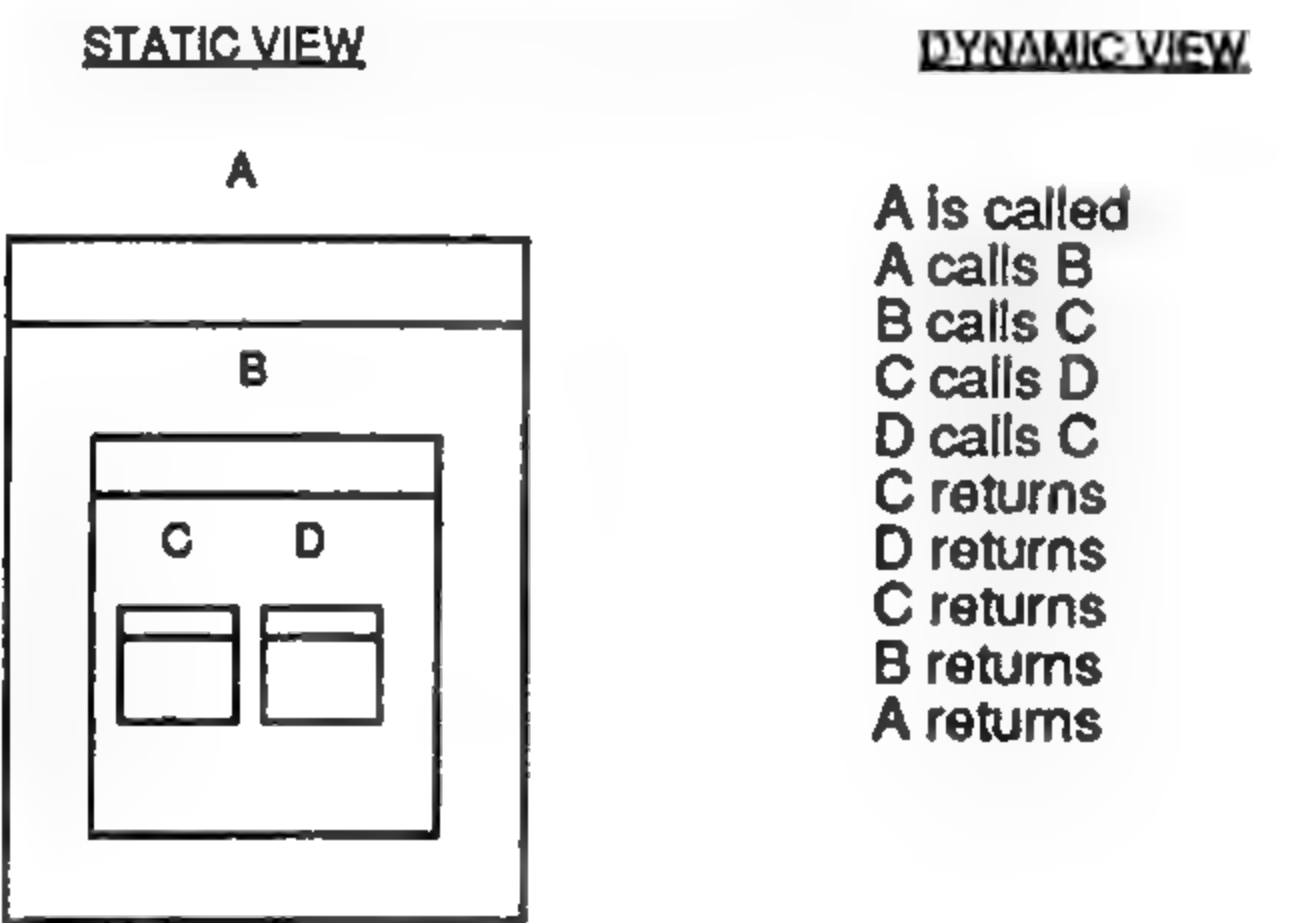 STATIC VIEW
DYNAMIC VIEW
A
B
C D
A is called
A calls B
B calls C
C calls D
D calls C
C returns
D returns
C returns
B returns
A returns